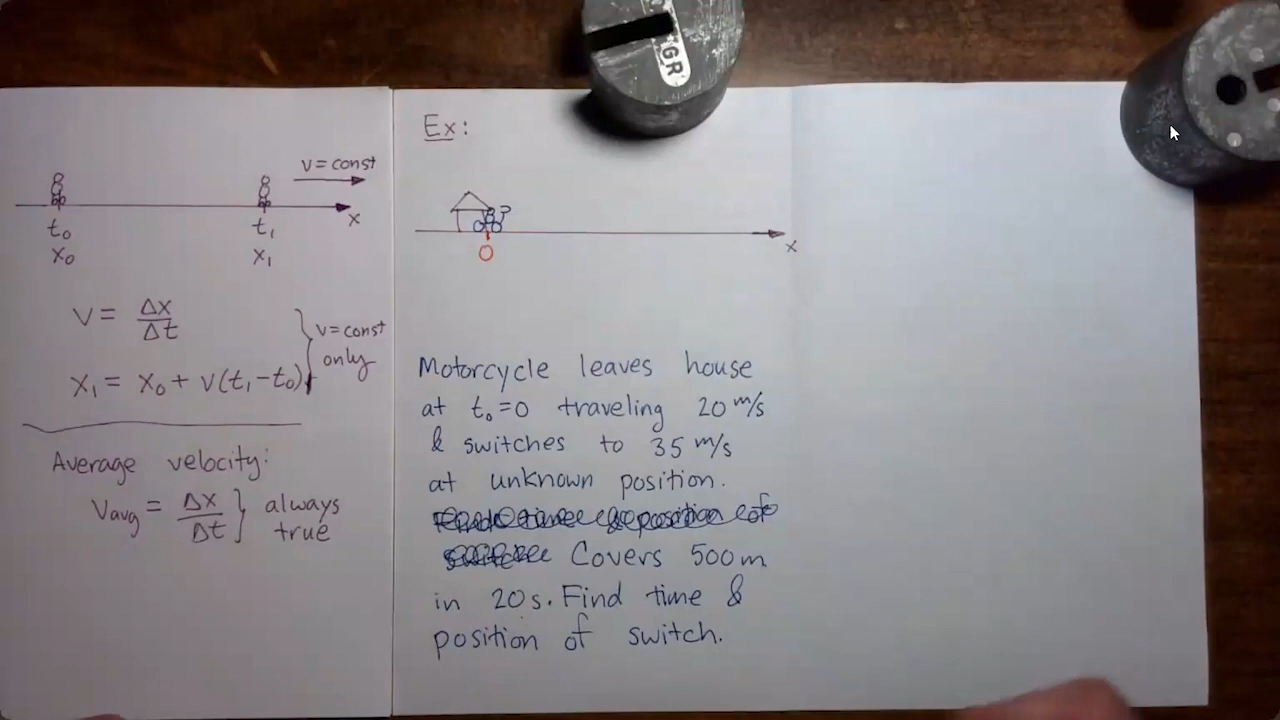 v = const
x
t₀
t₁
x₀
x₁
v = Δx/Δt
x₁ = x₀ + v(t₁-t₀)
} v=const
only
Average velocity:
Vavg = Δx/Δt } always
true
Ex:
GR
0
x
Motorcycle leaves house
at t₀=0 traveling 20 m/s
& switches to 35 m/s
at unknown position.
Covers 500m
in 20s. Find time &
position of switch.